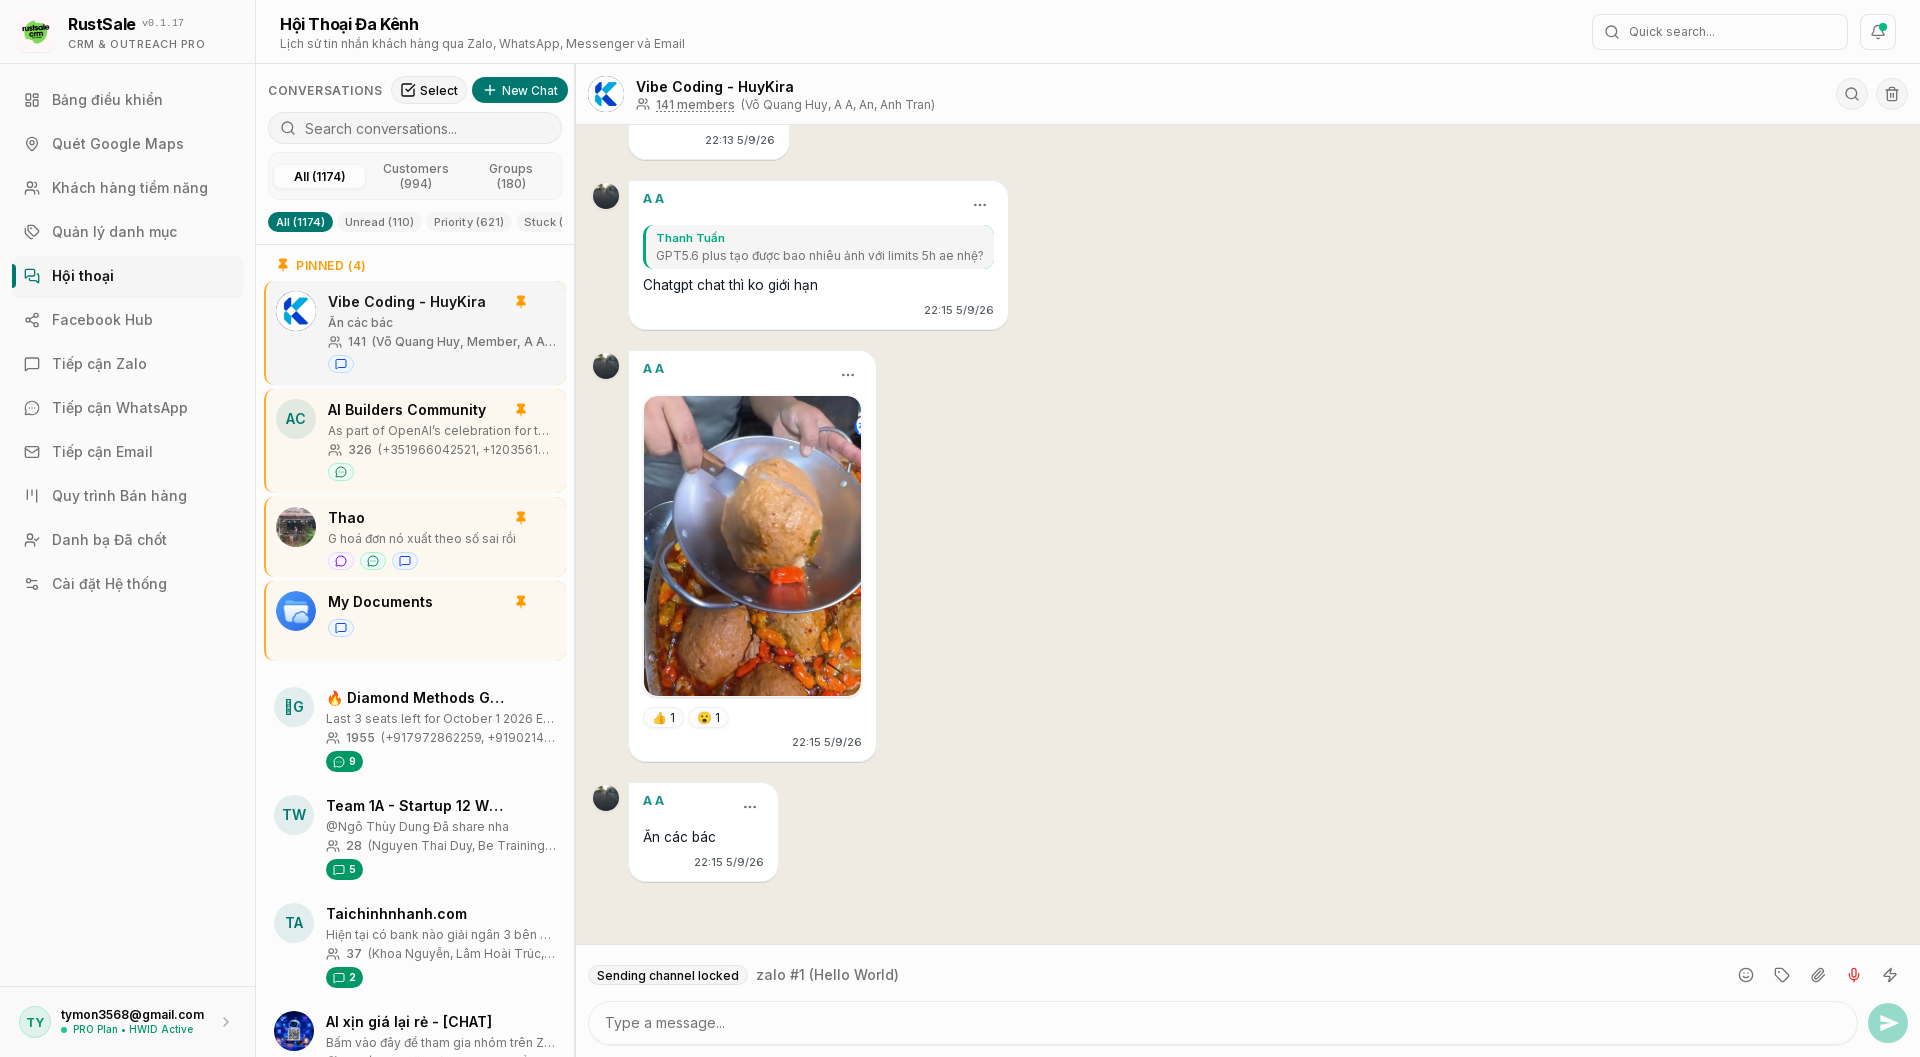 rustsale
crm
RustSale v0.1.17
CRM & OUTREACH PRO
Bảng điều khiển
Quét Google Maps
Khách hàng tiềm năng
Quản lý danh mục
Hội thoại
Facebook Hub
Tiếp cận Zalo
Tiếp cận WhatsApp
Tiếp cận Email
Quy trình Bán hàng
Danh bạ Đã chốt
Cài đặt Hệ thống
TY
tymon3568@gmail.com
PRO Plan • HWID Active
Hội Thoại Đa Kênh
Lịch sử tin nhắn khách hàng qua Zalo, WhatsApp, Messenger và Email
Quick search...
CONVERSATIONS
Select
New Chat
Search conversations...
All (1174)
Customers (994)
Groups (180)
All (1174)
Unread (110)
Priority (621)
Stuck (
PINNED (4)
Vibe Coding - HuyKira
Ăn các bác
141 (Võ Quang Huy, Member, A A...
AC
AI Builders Community
As part of OpenAI's celebration for t...
326 (+351966042521, +1203561...
Thao
G hoá đơn nó xuất theo số sai rồi
My Documents
G
🔥 Diamond Methods G...
Last 3 seats left for October 1 2026 E...
1955 (+917972862259, +9190214...
9
TW
Team 1A - Startup 12 W...
@Ngô Thùy Dung Đã share nha
28 (Nguyen Thai Duy, Be Training...
5
TA
Taichinhnhanh.com
Hiện tại có bank nào giải ngân 3 bên ...
37 (Khoa Nguyễn, Lâm Hoài Trúc,...
2
AI xịn giá lại rẻ - [CHAT]
Bấm vào đây để tham gia nhóm trên Z...
Vibe Coding - HuyKira
141 members (Võ Quang Huy, A A, An, Anh Tran)
22:13 5/9/26
A A
...
Thanh Tuấn
GPT5.6 plus tạo được bao nhiêu ảnh với limits 5h ae nhệ?
Chatgpt chat thì ko giới hạn
22:15 5/9/26
A A
...
👍 1
😮 1
22:15 5/9/26
A A
...
Ăn các bác
22:15 5/9/26
Sending channel locked
zalo #1 (Hello World)
Type a message...